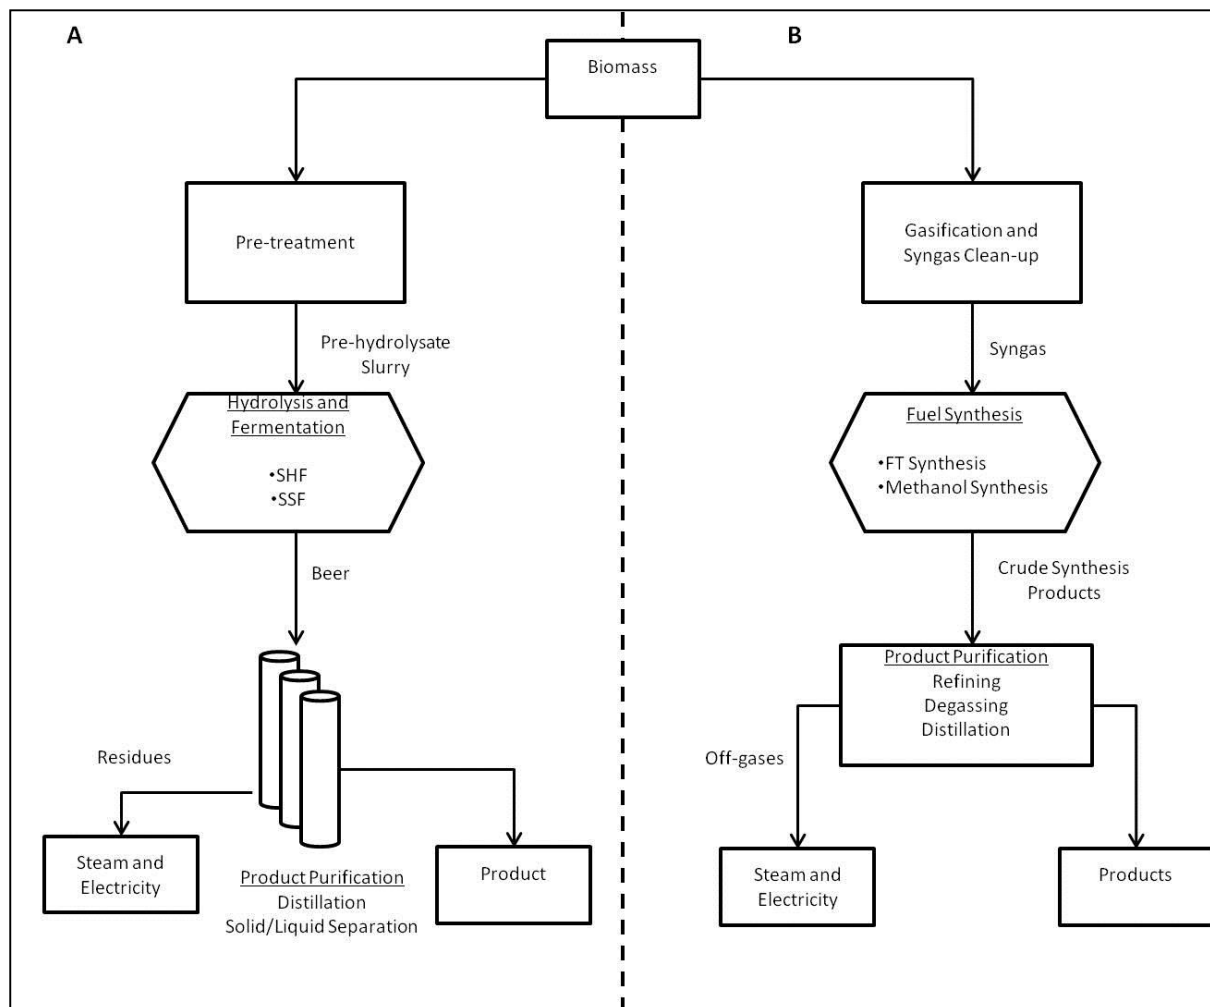 A
B
Biomass
Pre-treatment
Pre-hydrolysate
Slurry
Hydrolysis and
Fermentation
•SHF
•SSF
Beer
Residues
Steam and
Electricity
Product Purification
Distillation
Solid/Liquid Separation
Product
Gasification and
Syngas Clean-up
Syngas
Fuel Synthesis
•FT Synthesis
•Methanol Synthesis
Crude Synthesis
Products
Product Purification
Refining
Degassing
Distillation
Off-gases
Steam and
Electricity
Products